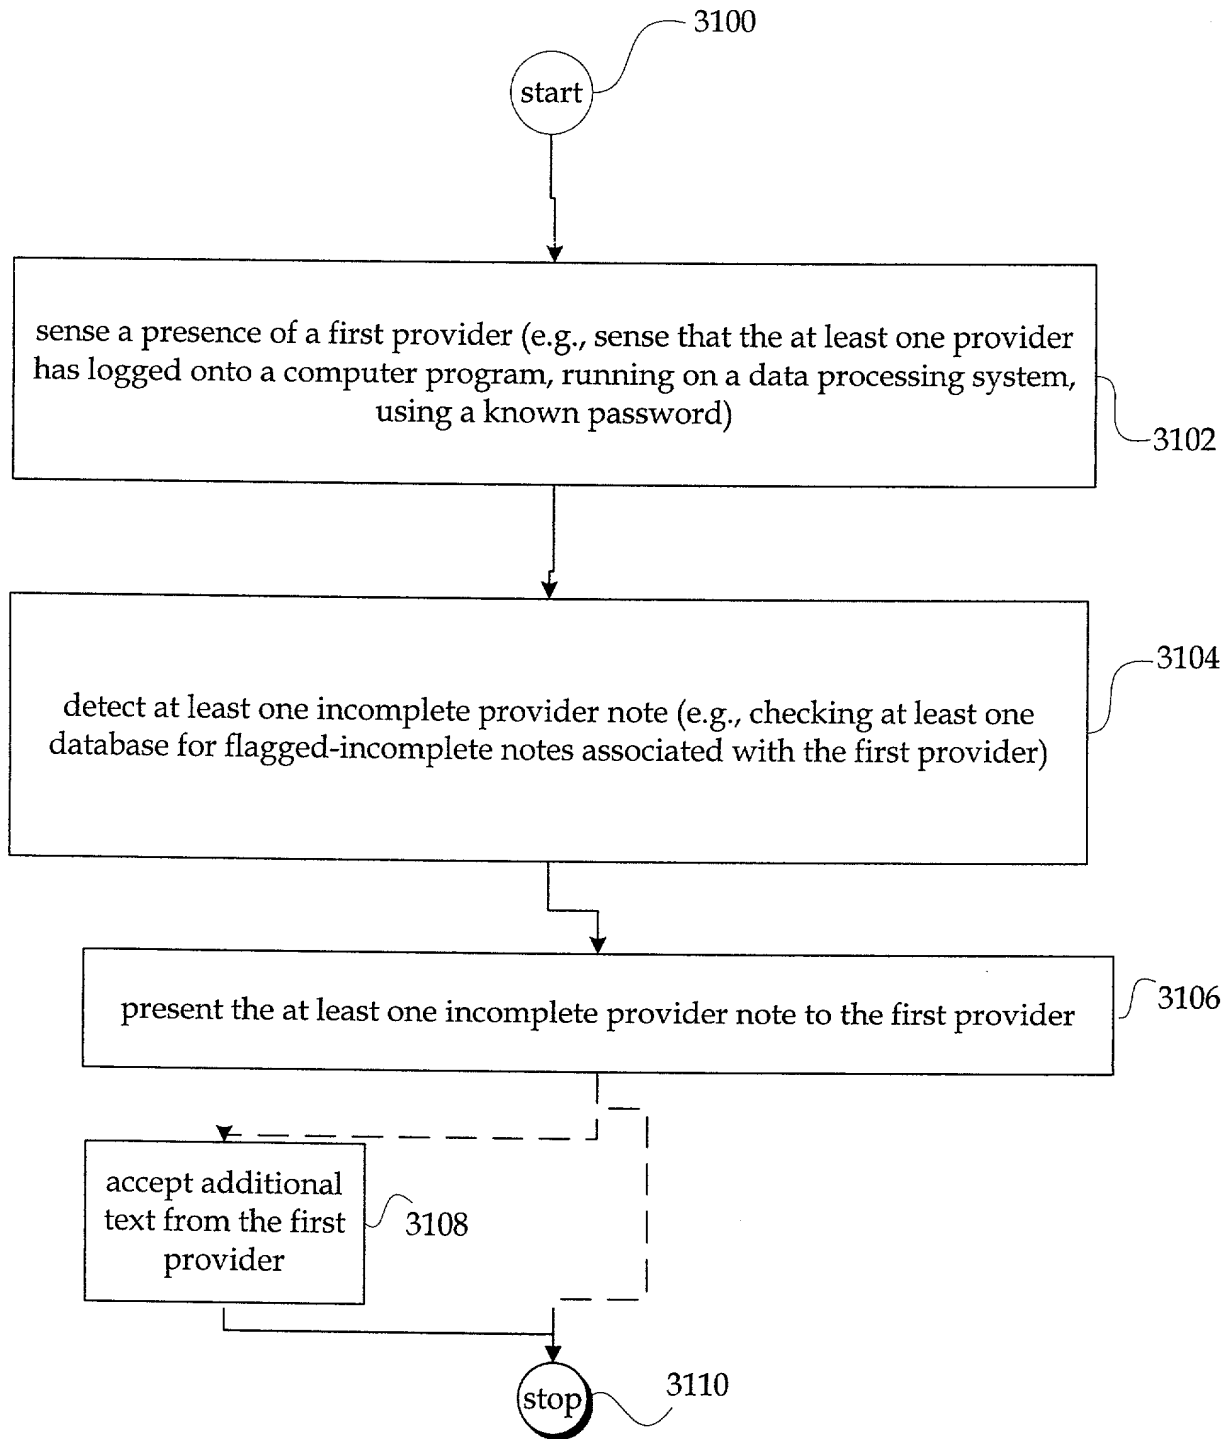 3100
start
sense a presence of a first provider (e.g., sense that the at least one provider
has logged onto a computer program, running on a data processing system,
using a known password)
3102
3104
detect at least one incomplete provider note (e.g., checking at least one
database for flagged-incomplete notes associated with the first provider)
present the at least one incomplete provider note to the first provider
3106
accept additional
text from the first
provider
3108
stop
3110